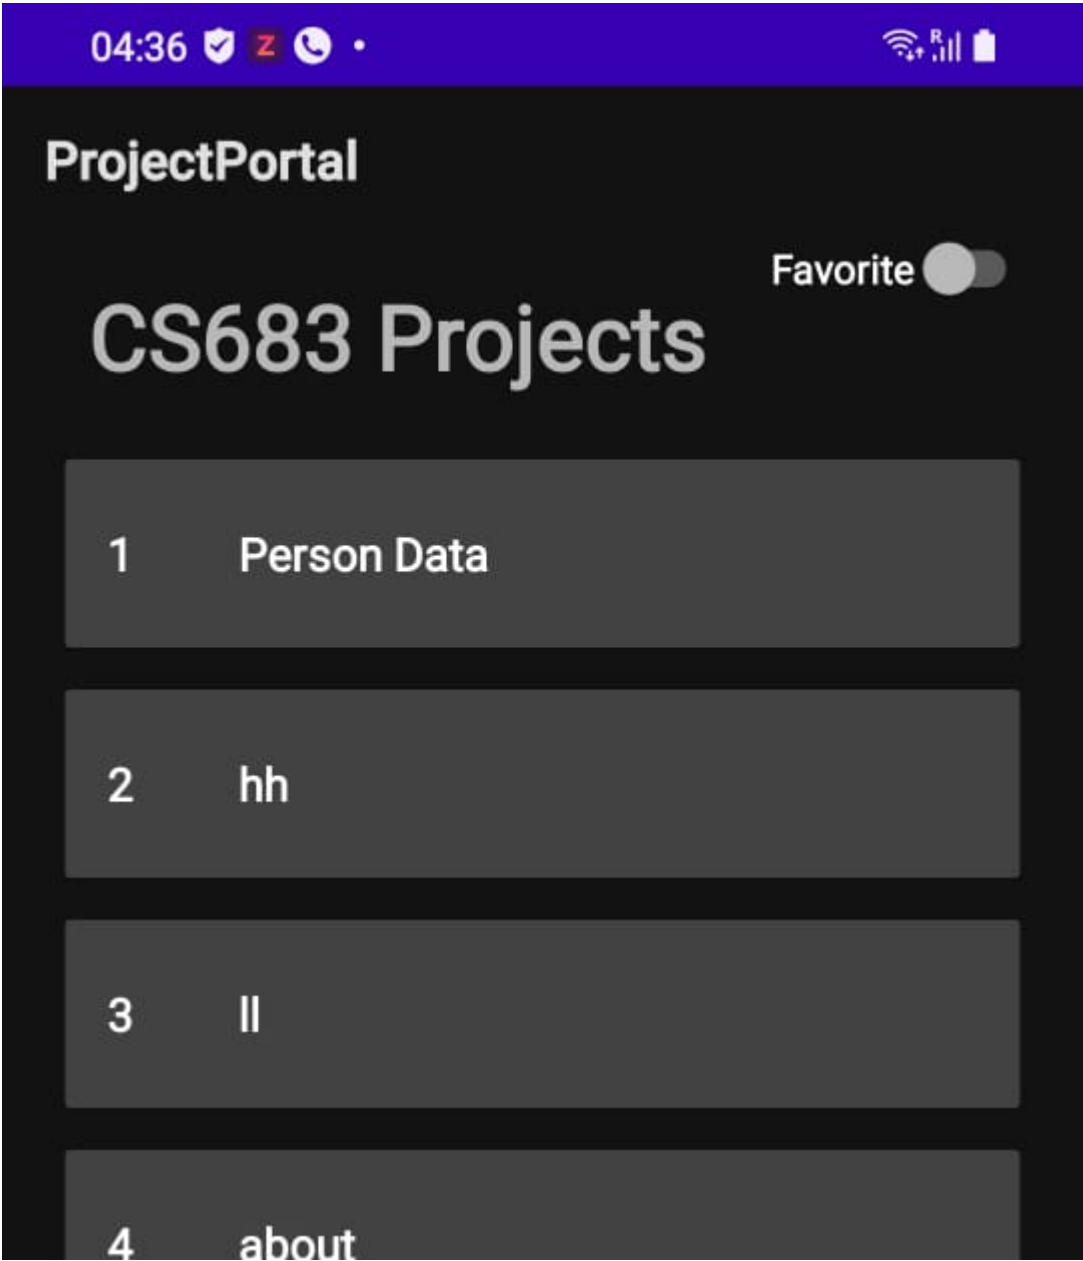 04:36 Z R
ProjectPortal
Favorite
CS683 Projects
1 Person Data
2 hh
3 ll
4 about